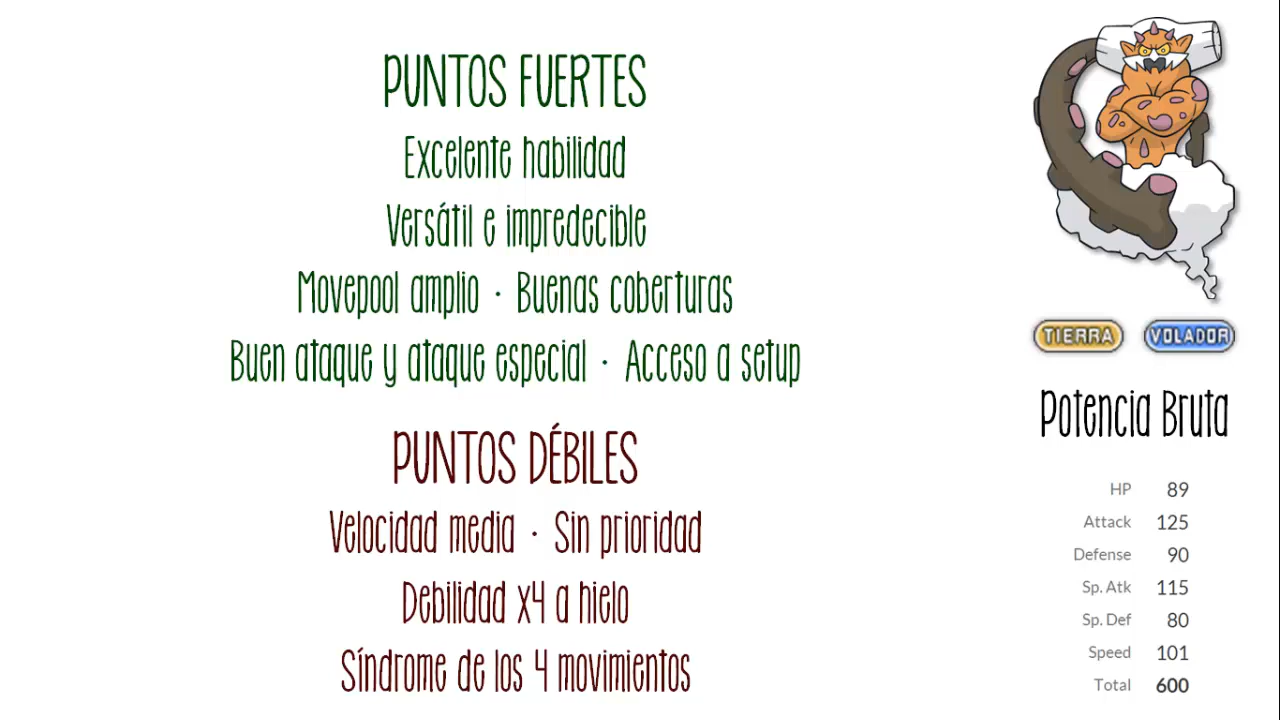 PUNTOS FUERTES
Excelente habilidad
Versátil e impredecible
Movepool amplio · Buenas coberturas
Buen ataque y ataque especial · Acceso a setup
PUNTOS DÉBILES
Velocidad media · Sin prioridad
Debilidad x4 a hielo
Síndrome de los 4 movimientos
TIERRA VOLADOR
Potencia Bruta
HP 89
Attack 125
Defense 90
Sp. Atk 115
Sp. Def 80
Speed 101
Total 600